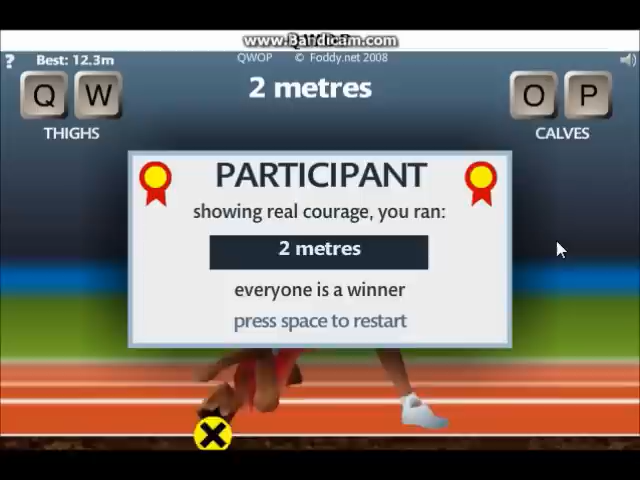 www.Bandicam.com
? Best: 12.3m
QWOP © Foddy.net 2008
Q W
THIGHS
2 metres
O P
CALVES
PARTICIPANT
showing real courage, you ran:
2 metres
everyone is a winner
press space to restart